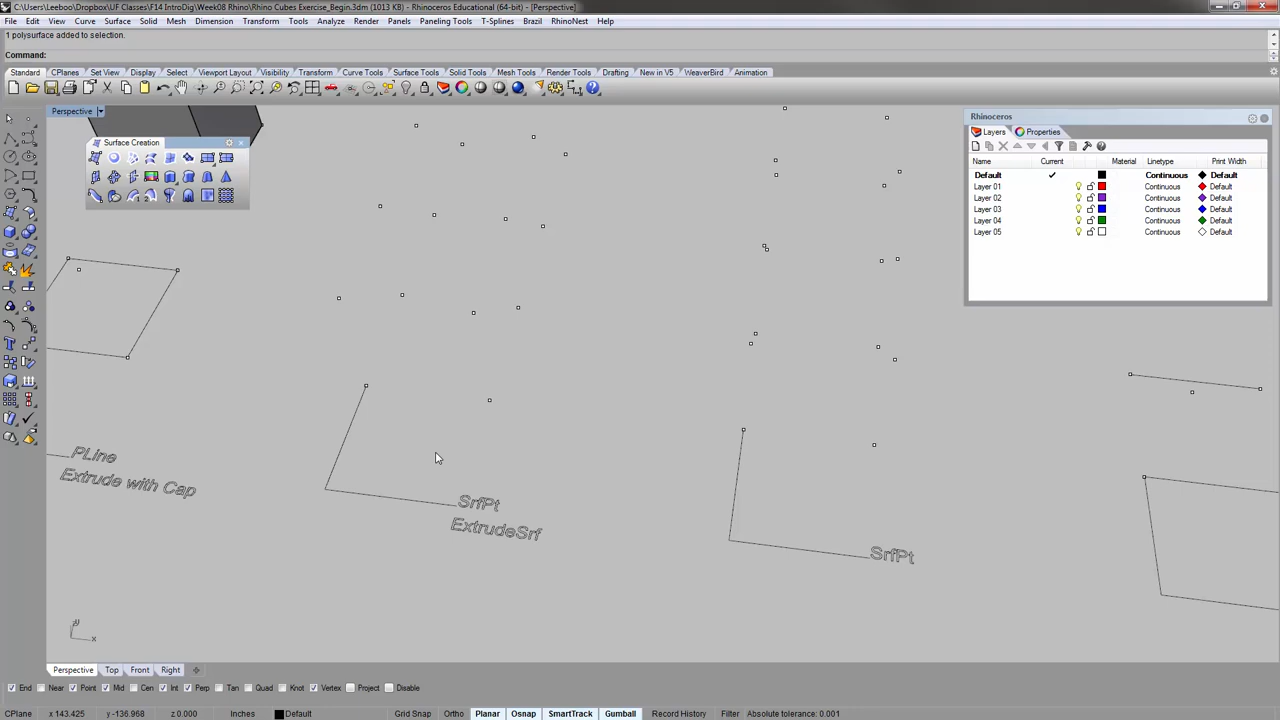 C:\Users\Leeboo\Dropbox\UF Classes\F14 IntroDig\Week08 Rhino\Rhino Cubes Exercise_Begin.3dm (1013 KB) - Rhinoceros Educational (64-bit) - [Perspective]
File Edit View Curve Surface Solid Mesh Dimension Transform Tools Analyze Render Panels Paneling Tools T-Splines Brazil RhinoNest Help
1 polysurface added to selection.
Command:
Standard CPlanes Set View Display Select Viewport Layout Visibility Transform Curve Tools Surface Tools Solid Tools Mesh Tools Render Tools Drafting New in V5 WeaverBird Animation
Perspective
Surface Creation
Rhinoceros
Layers Properties
Name Current Material Linetype Print Width
Default Continuous Default
Layer 01 Continuous Default
Layer 02 Continuous Default
Layer 03 Continuous Default
Layer 04 Continuous Default
Layer 05 Continuous Default
PLine
Extrude with Cap
SrfPt
ExtrudeSrf
SrfPt
y
x
Perspective Top Front Right
End Near Point Mid Cen Int Perp Tan Quad Knot Vertex Project Disable
CPlane x 143.425 y -136.968 z 0.000 Inches Default Grid Snap Ortho Planar Osnap SmartTrack Gumball Record History Filter Absolute tolerance: 0.001